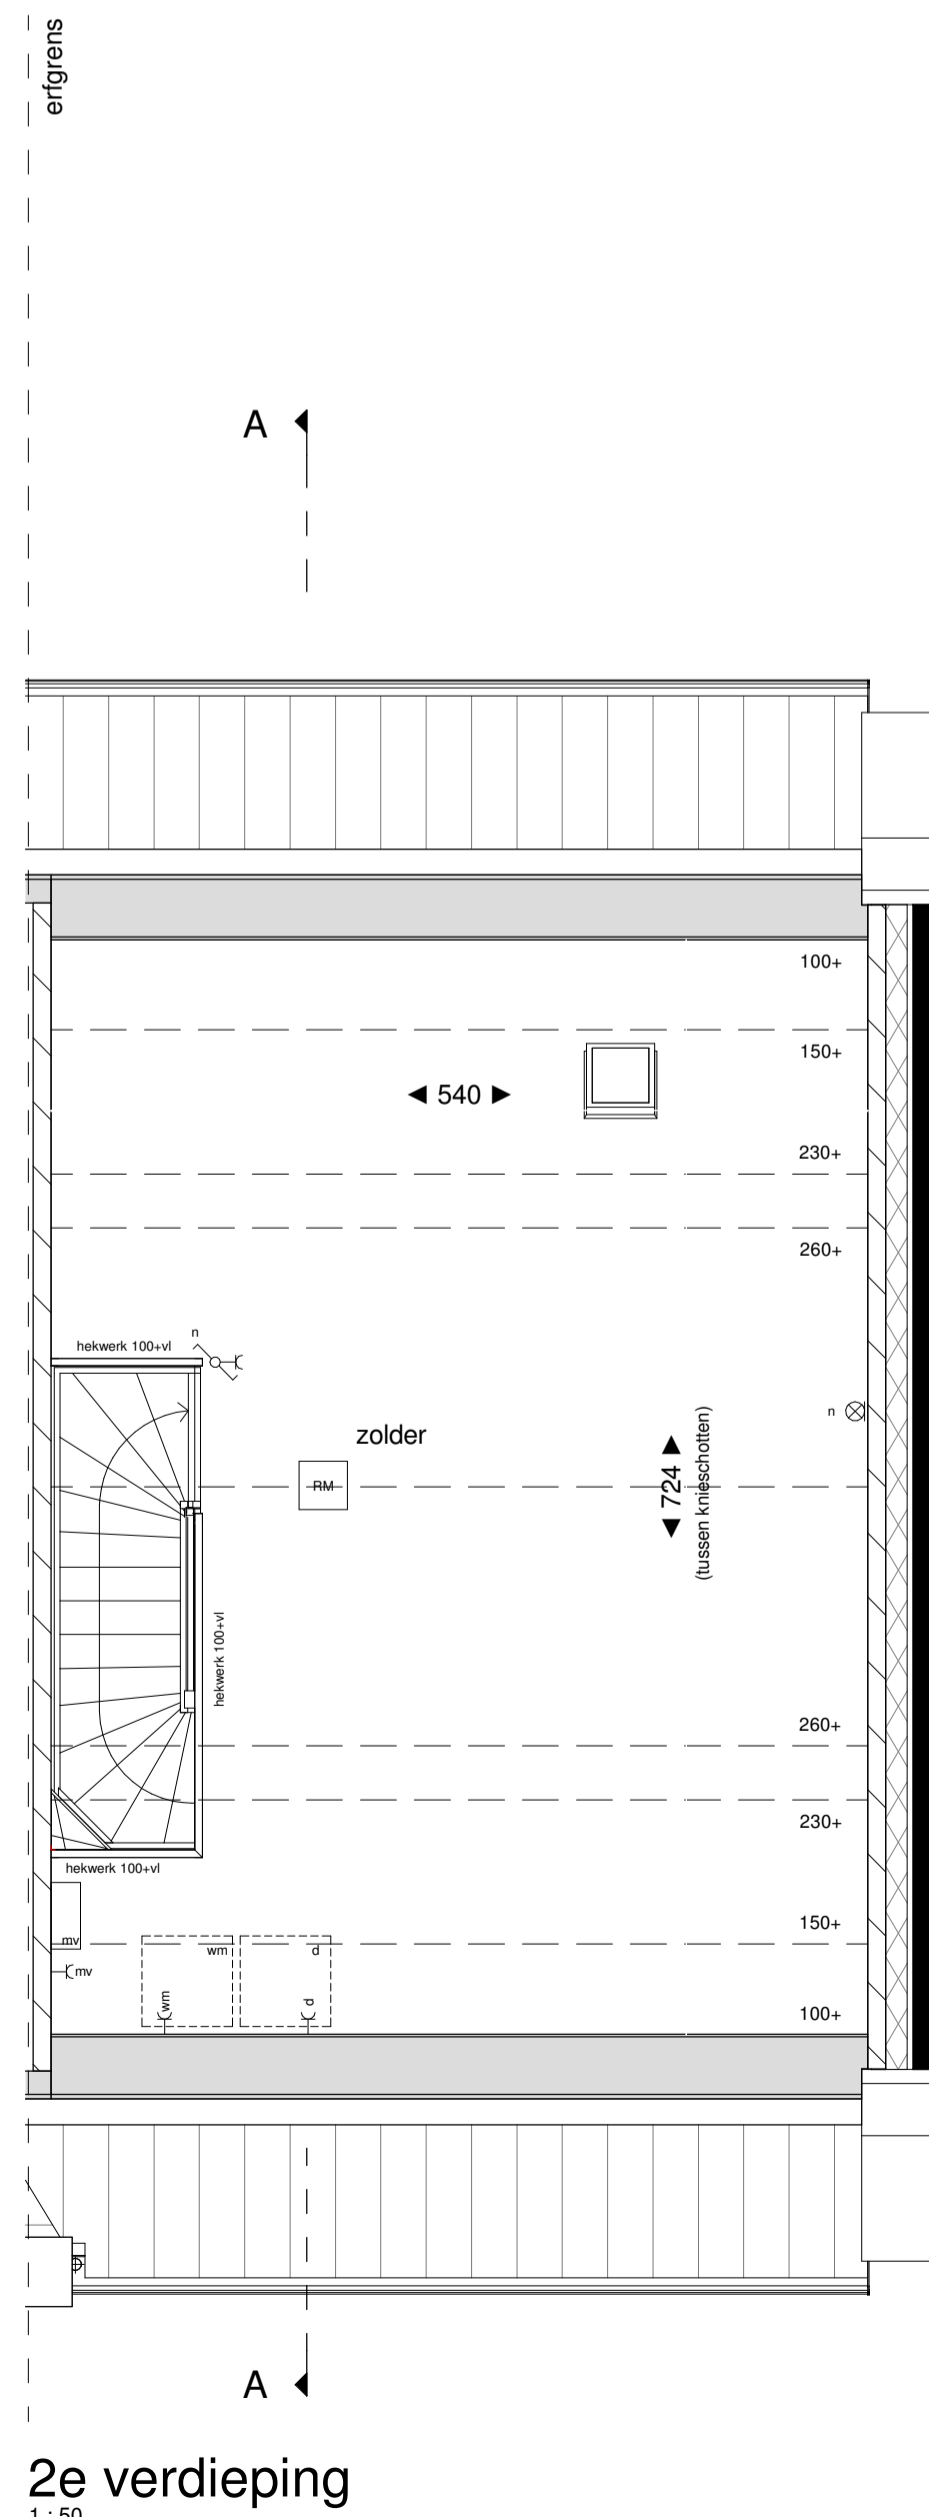 erfgrens
A
100+
150+
540
230+
260+
n
hekwerk 100+vl
n
zolder
RM
724
(tussen knieschotten)
hekwerk 100+vl
260+
230+
hekwerk 100+vl
150+
mv
wm
d
mv
wm
d
100+
A
2e verdieping
1 : 50